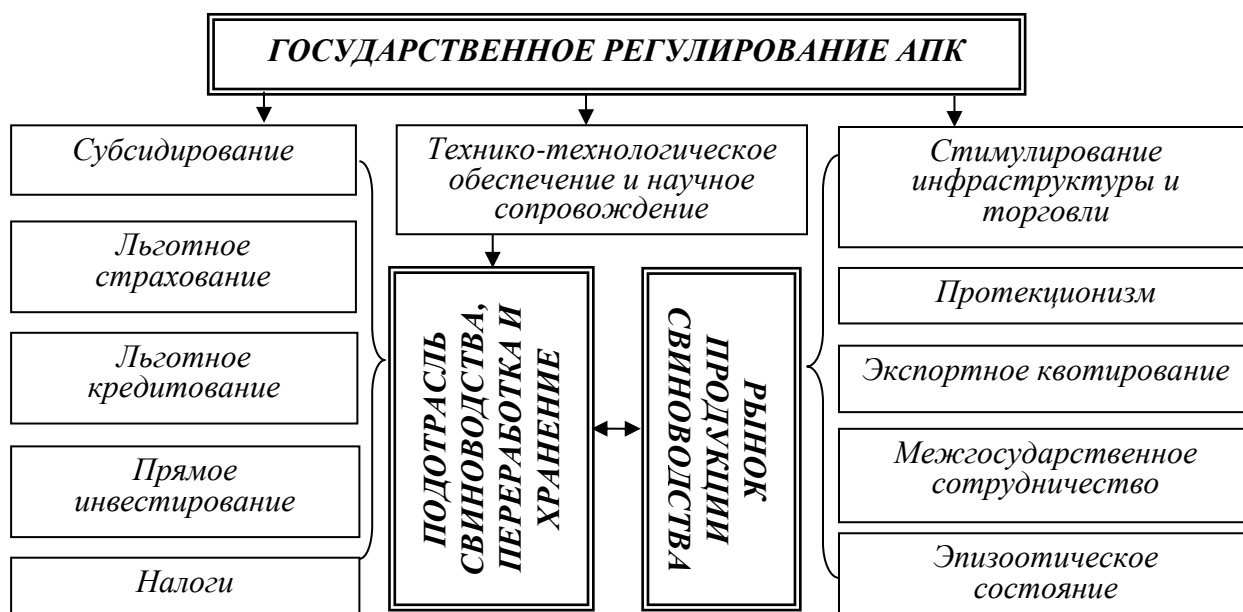 ГОСУДАРСТВЕННОЕ РЕГУЛИРОВАНИЕ АПК
Субсидирование
Льготное
страхование
Льготное
кредитование
Прямое
инвестирование
Налоги
Технико-технологическое
обеспечение и научное
сопровождение
ПОДОТРАСЛЬ
СВИНОВОДСТВА,
ПЕРЕРАБОТКА И
ХРАНЕНИЕ
РЫНОК
ПРОДУКЦИИ
СВИНОВОДСТВА
Стимулирование
инфраструктуры и
торговли
Протекционизм
Экспортное квотирование
Межгосударственное
сотрудничество
Эпизоотическое
состояние